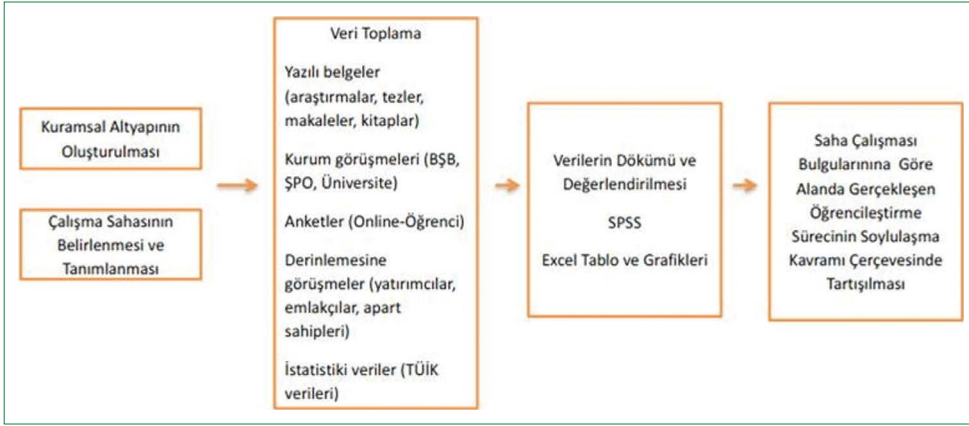 Kuramsal Altyapının
Oluşturulması
Çalışma Sahasının
Belirlenmesi ve
Tanımlanması
Veri Toplama
Yazılı belgeler
(araştırmalar, tezler,
makaleler, kitaplar)
Kurum görüşmeleri (BŞB,
ŞPO, Üniversite)
Anketler (Online-Öğrenci)
Derinlemesine
görüşmeler (yatırımcılar,
emlakçılar, apart
sahipleri)
İstatistiki veriler (TÜİK
verileri)
Verilerin Dökümü ve
Değerlendirilmesi
SPSS
Excel Tablo ve Grafikleri
Saha Çalışması
Bulgularınına Göre
Alanda Gerçekleşen
Öğrencileştirme
Sürecinin Soylulaşma
Kavramı Çerçevesinde
Tartışılması